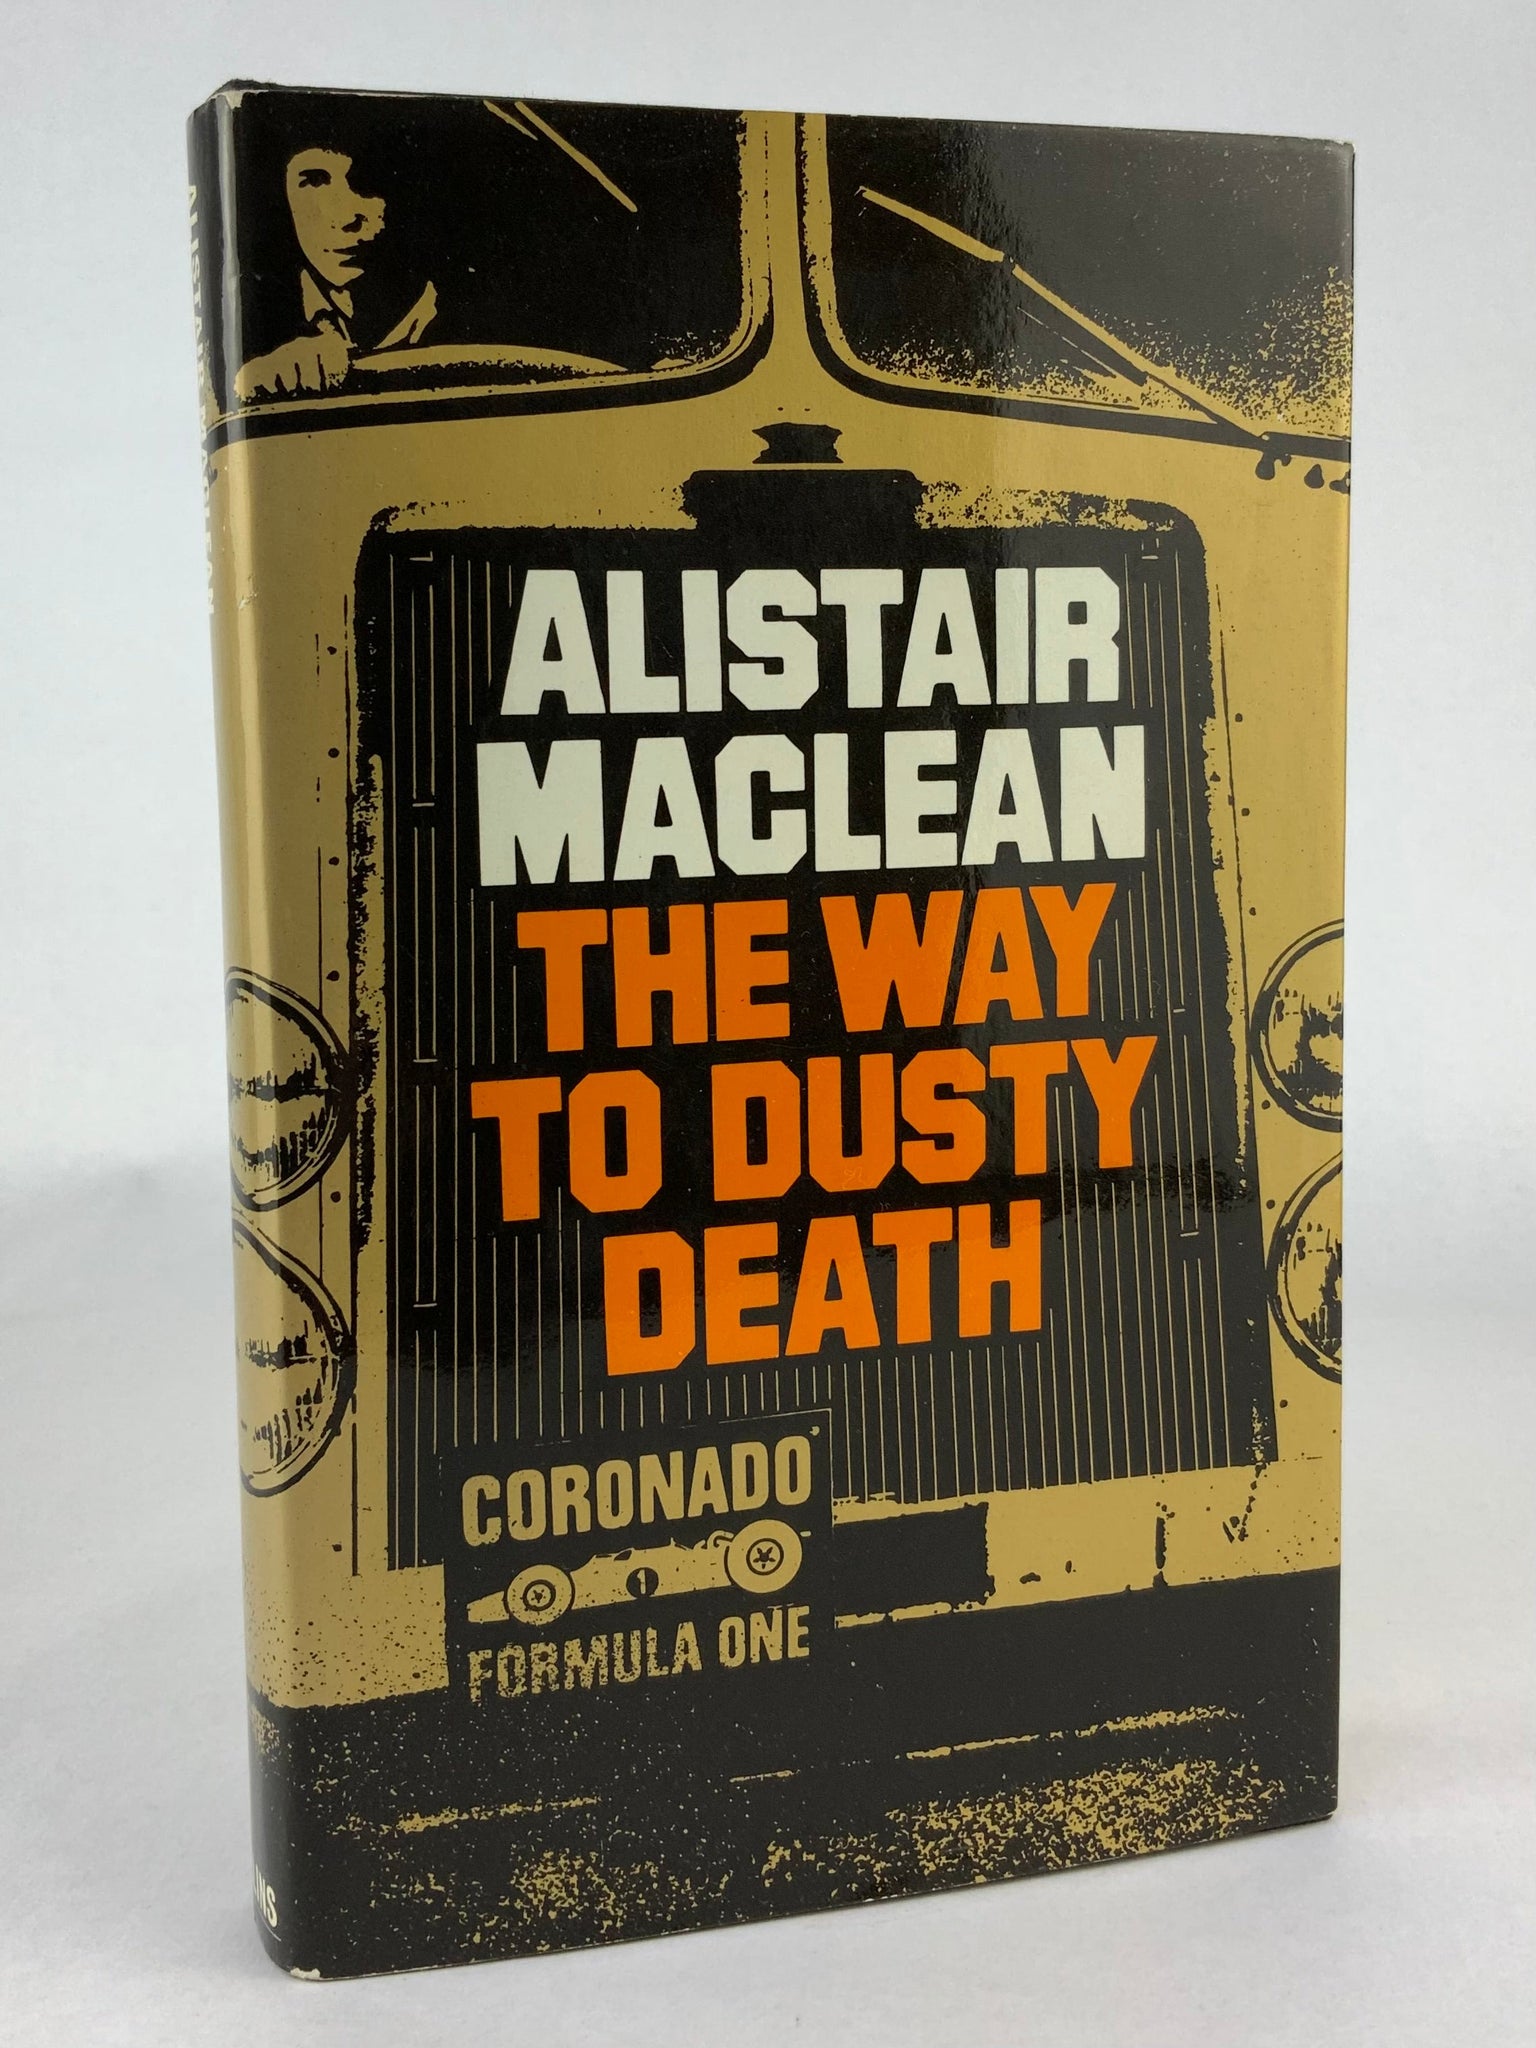 ALISTAIR
MACLEAN
THE WAY
TO DUSTY
DEATH
CORONADO
1
FORMULA ONE
ALISTAIR MACLEAN